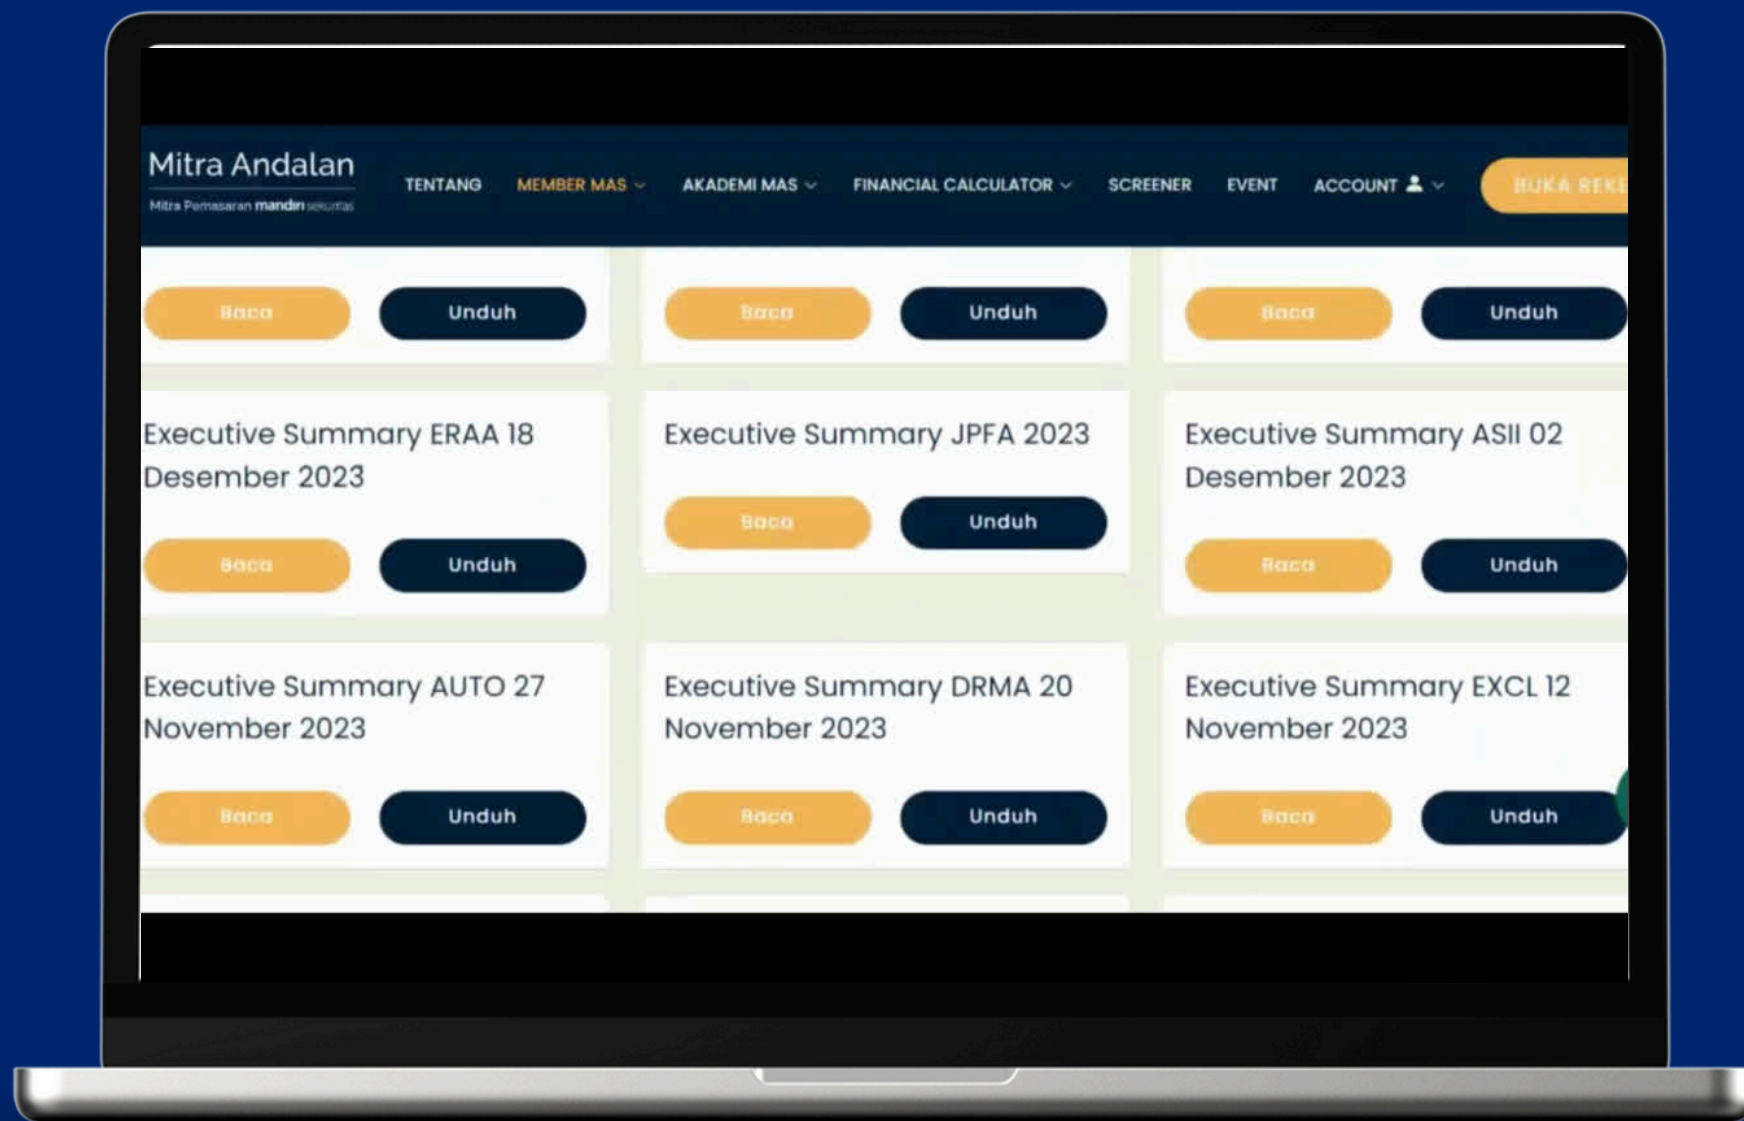 Mitra Andalan
Mitra Pemasaran mandiri sekuritas
TENTANG MEMBER MAS AKADEMI MAS FINANCIAL CALCULATOR SCREENER EVENT ACCOUNT BUKA REKE
Baca Unduh Baca Unduh Baca Unduh
Executive Summary ERAA 18
Desember 2023
Baca Unduh
Executive Summary JPFA 2023
Baca Unduh
Executive Summary ASII 02
Desember 2023
Baca Unduh
Executive Summary AUTO 27
November 2023
Baca Unduh
Executive Summary DRMA 20
November 2023
Baca Unduh
Executive Summary EXCL 12
November 2023
Baca Unduh